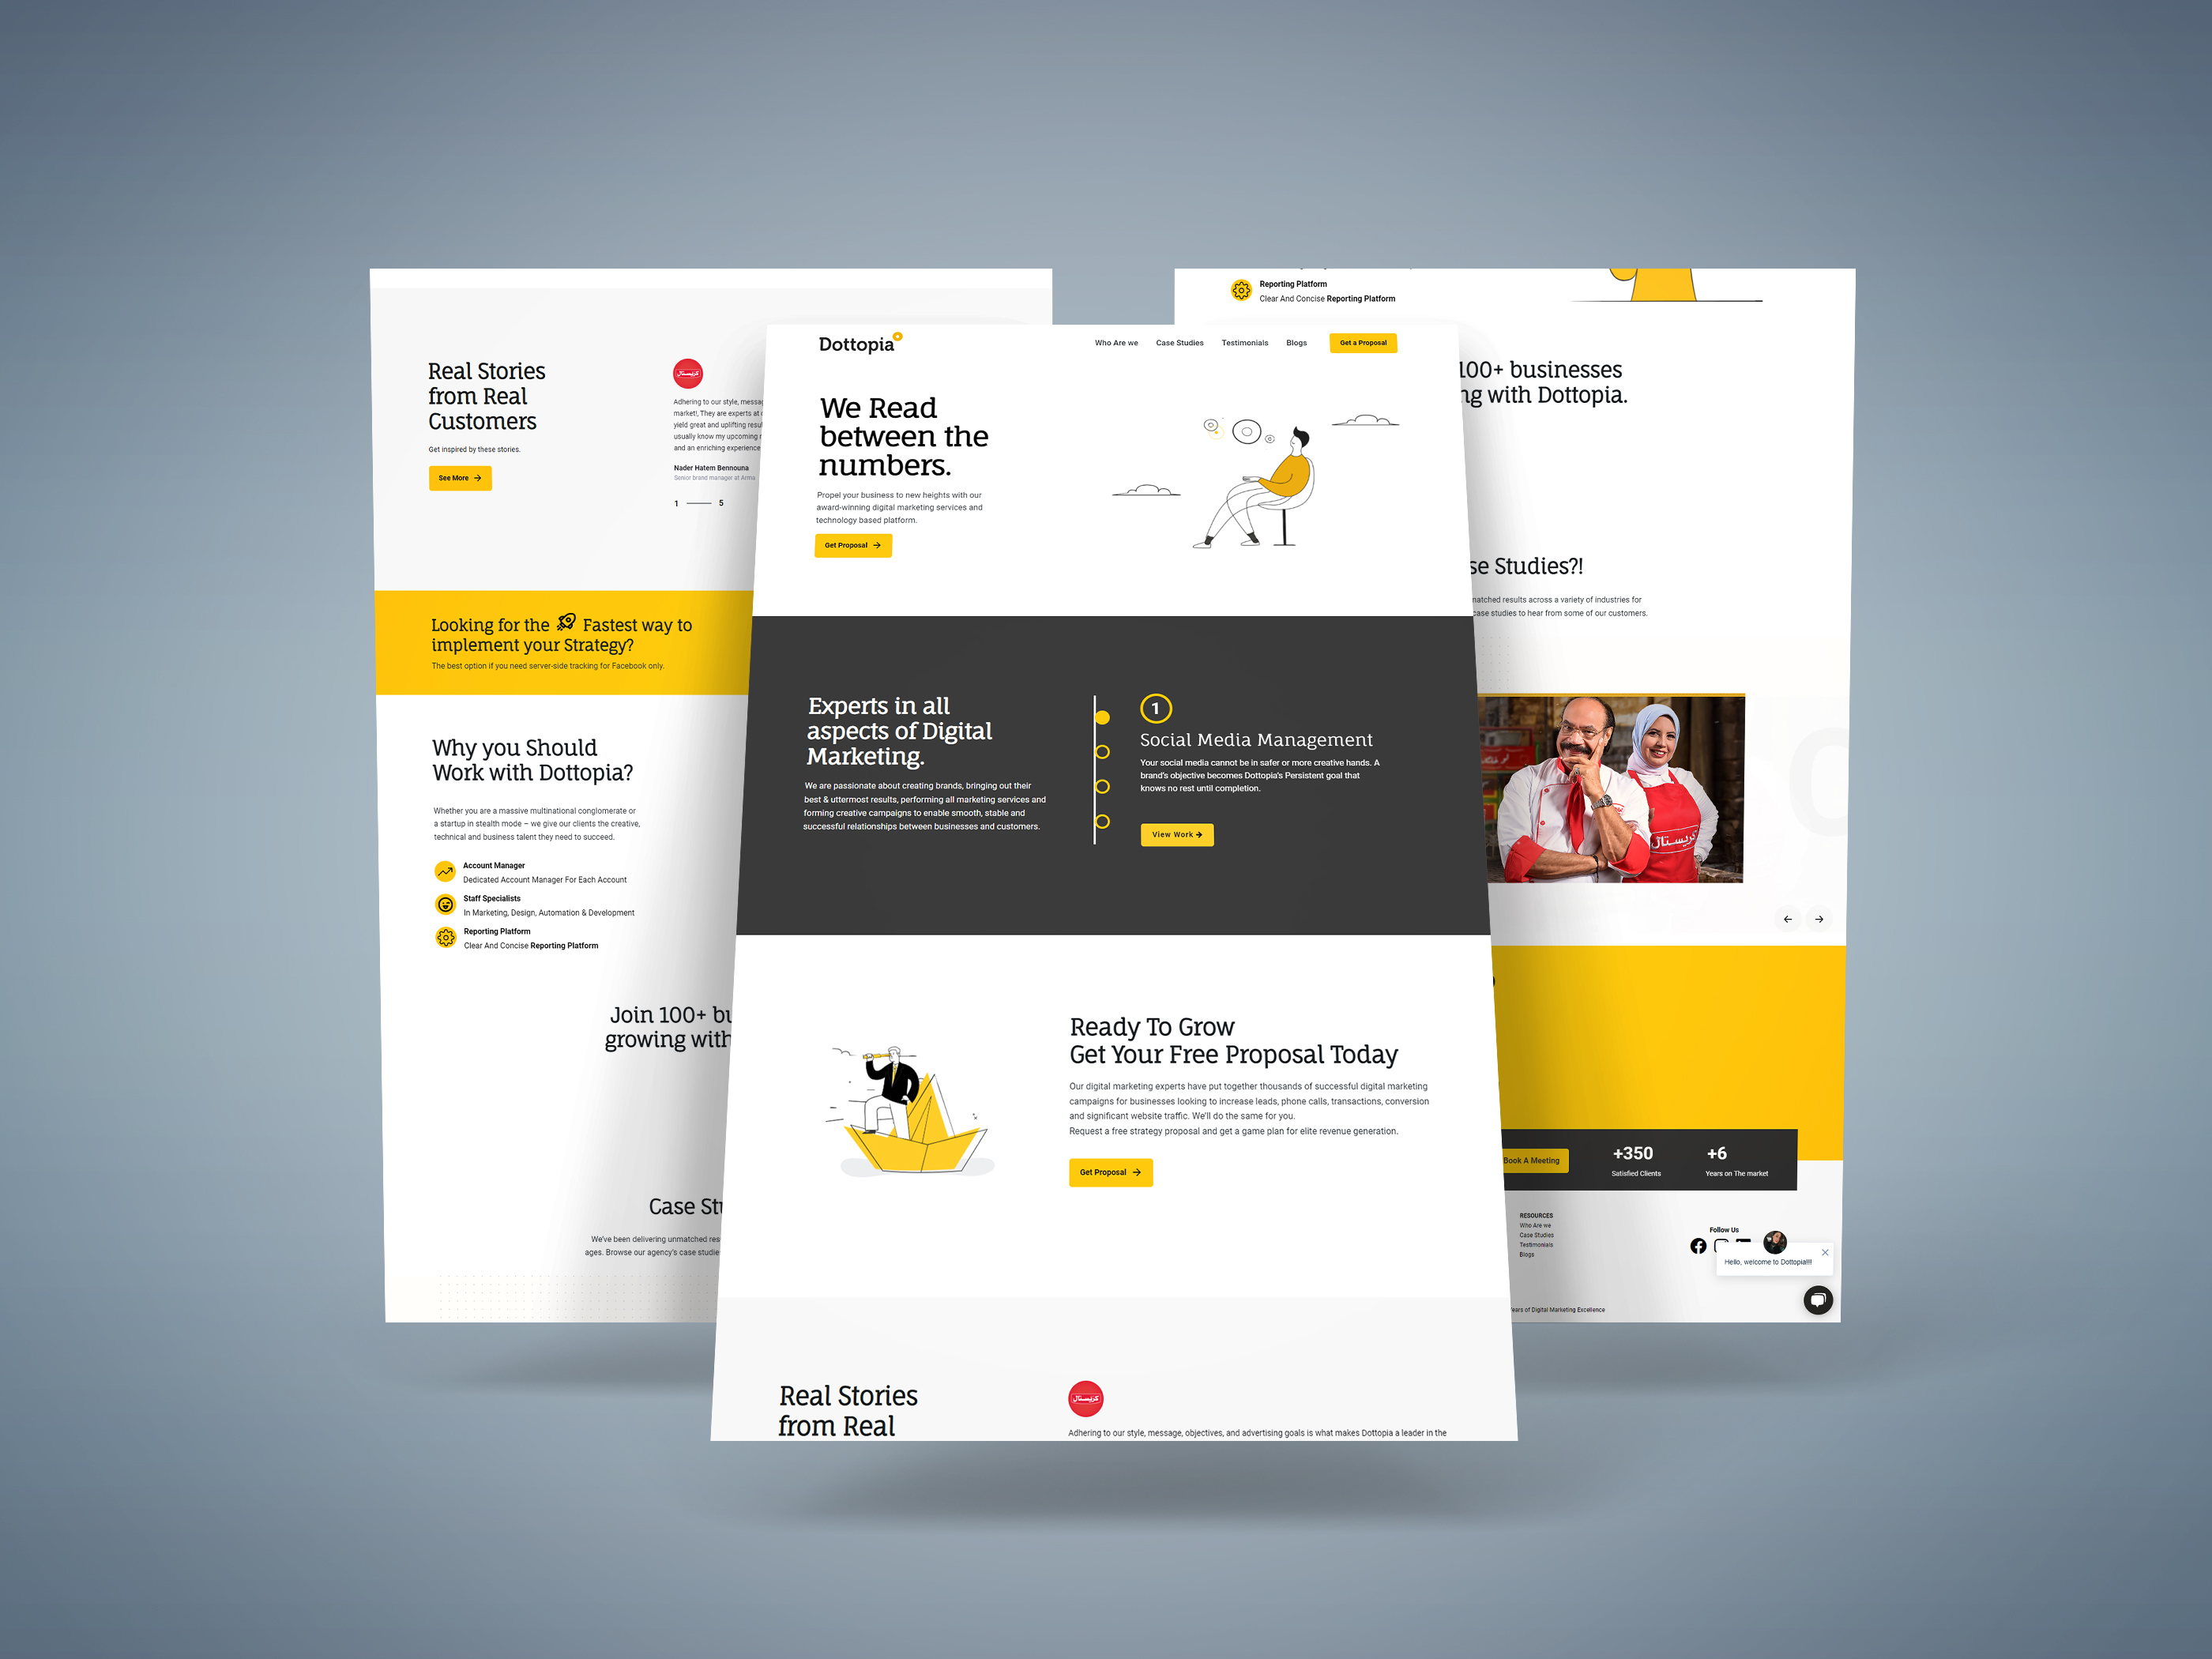 Real Stories
from Real
Customers
Get inspired by these stories.
See More
كريستال
Adhering to our style,
market!, They are experts at
yield great and uplifting
usually know my upcoming
and an enriching experience
Nader Hatem Bennouna
Senior brand manager at Arma
1 5
Looking for the Fastest way to
implement your Strategy?
The best option if you need server-side tracking for Facebook only.
Why you Should
Work with Dottopia?
Whether you are a massive multinational conglomerate or
a startup in stealth mode – we give our clients the creative,
technical and business talent they need to succeed.
Account Manager
Dedicated Account Manager For Each Account
Staff Specialists
In Marketing, Design, Automation & Development
Reporting Platform
Clear And Concise Reporting Platform
Join 100+
growing with
Case
We've been delivering unmatched
ages. Browse our agency's case
Dottopia
Who Are we
Case Studies
Testimonials
Blogs
Get a Proposal
We Read
between the
numbers.
Propel your business to new heights with our
award-winning digital marketing services and
technology based platform.
Get Proposal
Experts in all
aspects of Digital
Marketing.
We are passionate about creating brands, bringing out their
best & uttermost results, performing all marketing services and
forming creative campaigns to enable smooth, stable and
successful relationships between businesses and customers.
1
Social Media Management
Your social media cannot be in safer or more creative hands. A
brand's objective becomes Dottopia's Persistent goal that
knows no rest until completion.
View Work
Ready To Grow
Get Your Free Proposal Today
Our digital marketing experts have put together thousands of successful digital marketing
campaigns for businesses looking to increase leads, phone calls, transactions, conversion
and significant website traffic. We'll do the same for you.
Request a free strategy proposal and get a game plan for elite revenue generation.
Get Proposal
Real Stories
from Real
كريستال
Adhering to our style, message, objectives, and advertising goals is what makes Dottopia a leader in the
Reporting Platform
Clear And Concise Reporting Platform
100+ businesses
with Dottopia.
Studies?!
results across a variety of industries for
case studies to hear from some of our customers.
كريستال
Book A Meeting
+350
Satisfied Clients
+6
Years on The market
RESOURCES
Who Are we
Case Studies
Testimonials
Blogs
Follow Us
Hello, welcome to Dottopia!!!!
Years of Digital Marketing Excellence